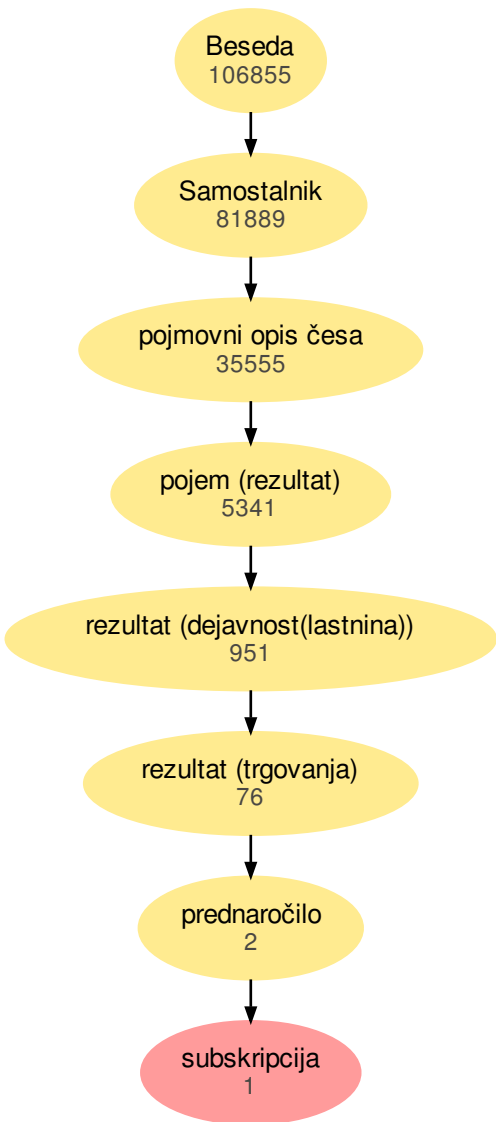 Beseda
106855
Samostalnik
81889
pojmovni opis česa
35555
pojem (rezultat)
5341
rezultat (dejavnost(lastnina))
951
rezultat (trgovanja)
76
prednaročilo
2
subskripcija
1